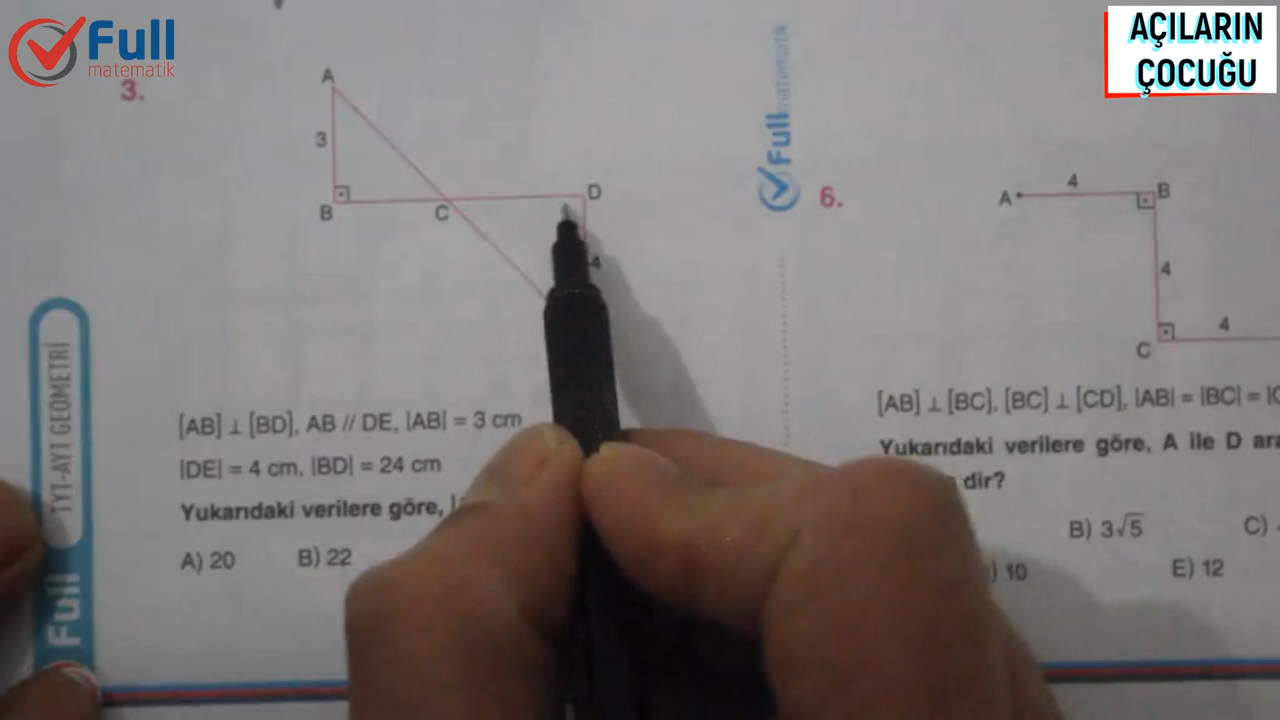 Full
matematik
AÇILARIN
ÇOCUĞU
3.
A
3
B
C
D
4
[AB] ⊥ [BD], AB // DE, |AB| = 3 cm
|DE| = 4 cm, |BD| = 24 cm
Yukarıdaki verilere göre,
A) 20
B) 22
Full matematik
6.
A
4
B
4
4
C
[AB] ⊥ [BC], [BC] ⊥ [CD], |AB| = |BC| =
Yukarıdaki verilere göre, A ile D
dir?
B) 3√5
C)
) 10
E) 12
TYT-AYT GEOMETRİ
Full